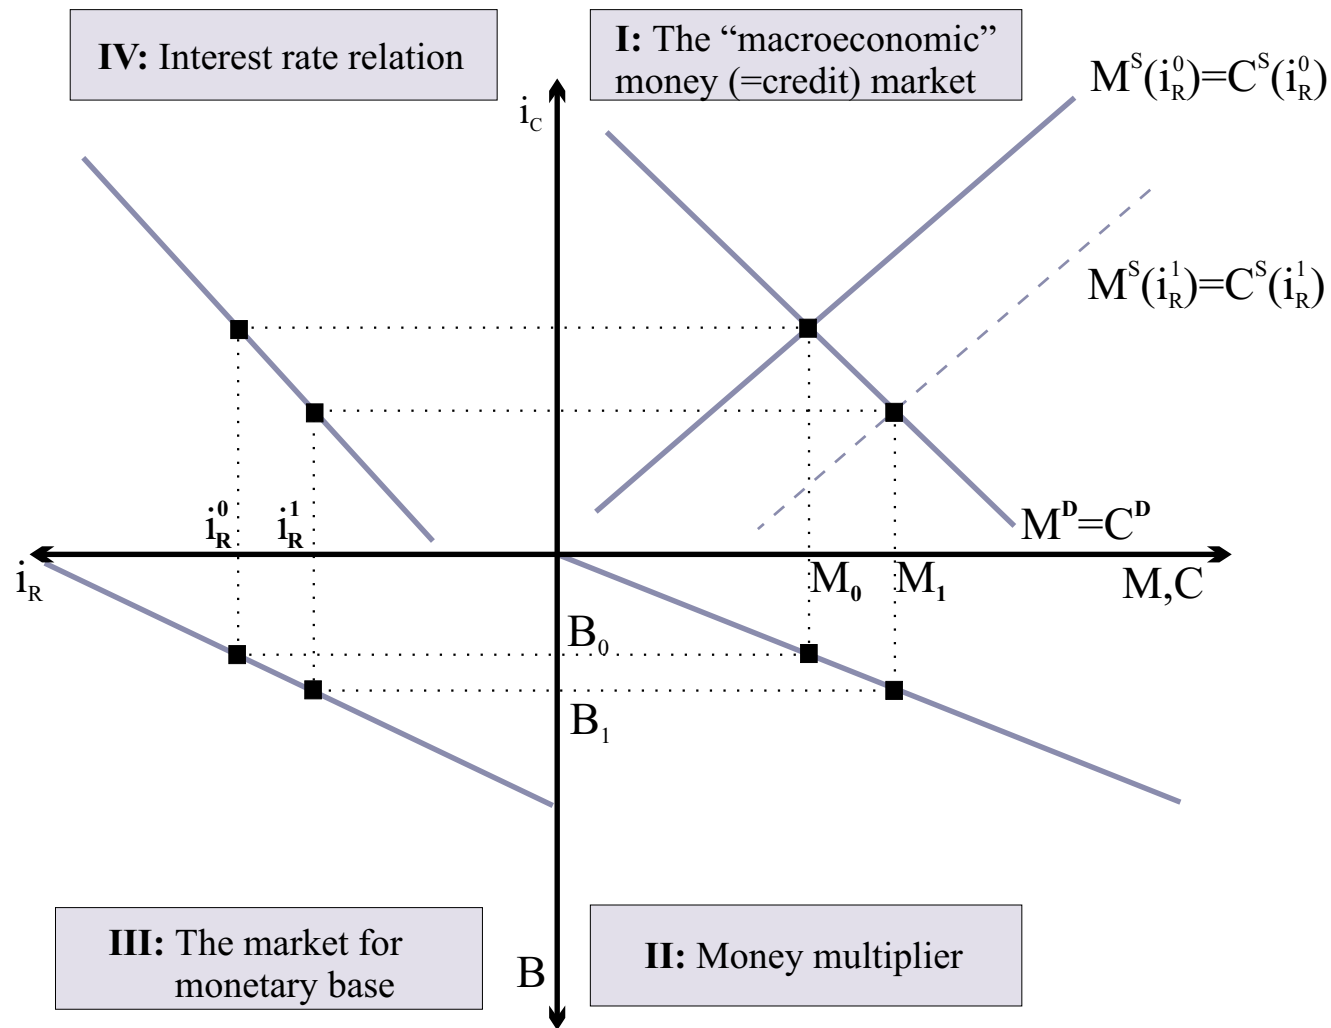 IV: Interest rate relation
I: The “macroeconomic”
money (=credit) market
M^S(i_R^0)=C^S(i_R^0)
i_C
M^S(i_R^1)=C^S(i_R^1)
i_R^0
i_R^1
M^D=C^D
i_R
M_0
M_1
M,C
B_0
B_1
III: The market for
monetary base
II: Money multiplier
B